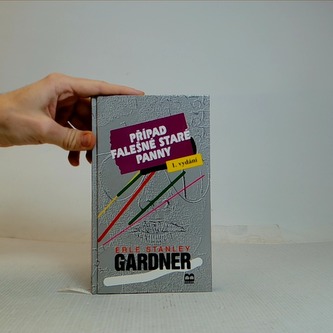 PŘÍPAD
FALEŠNÉ STARÉ
PANNY
1. vydání
ERLE STANLEY
GARDNER